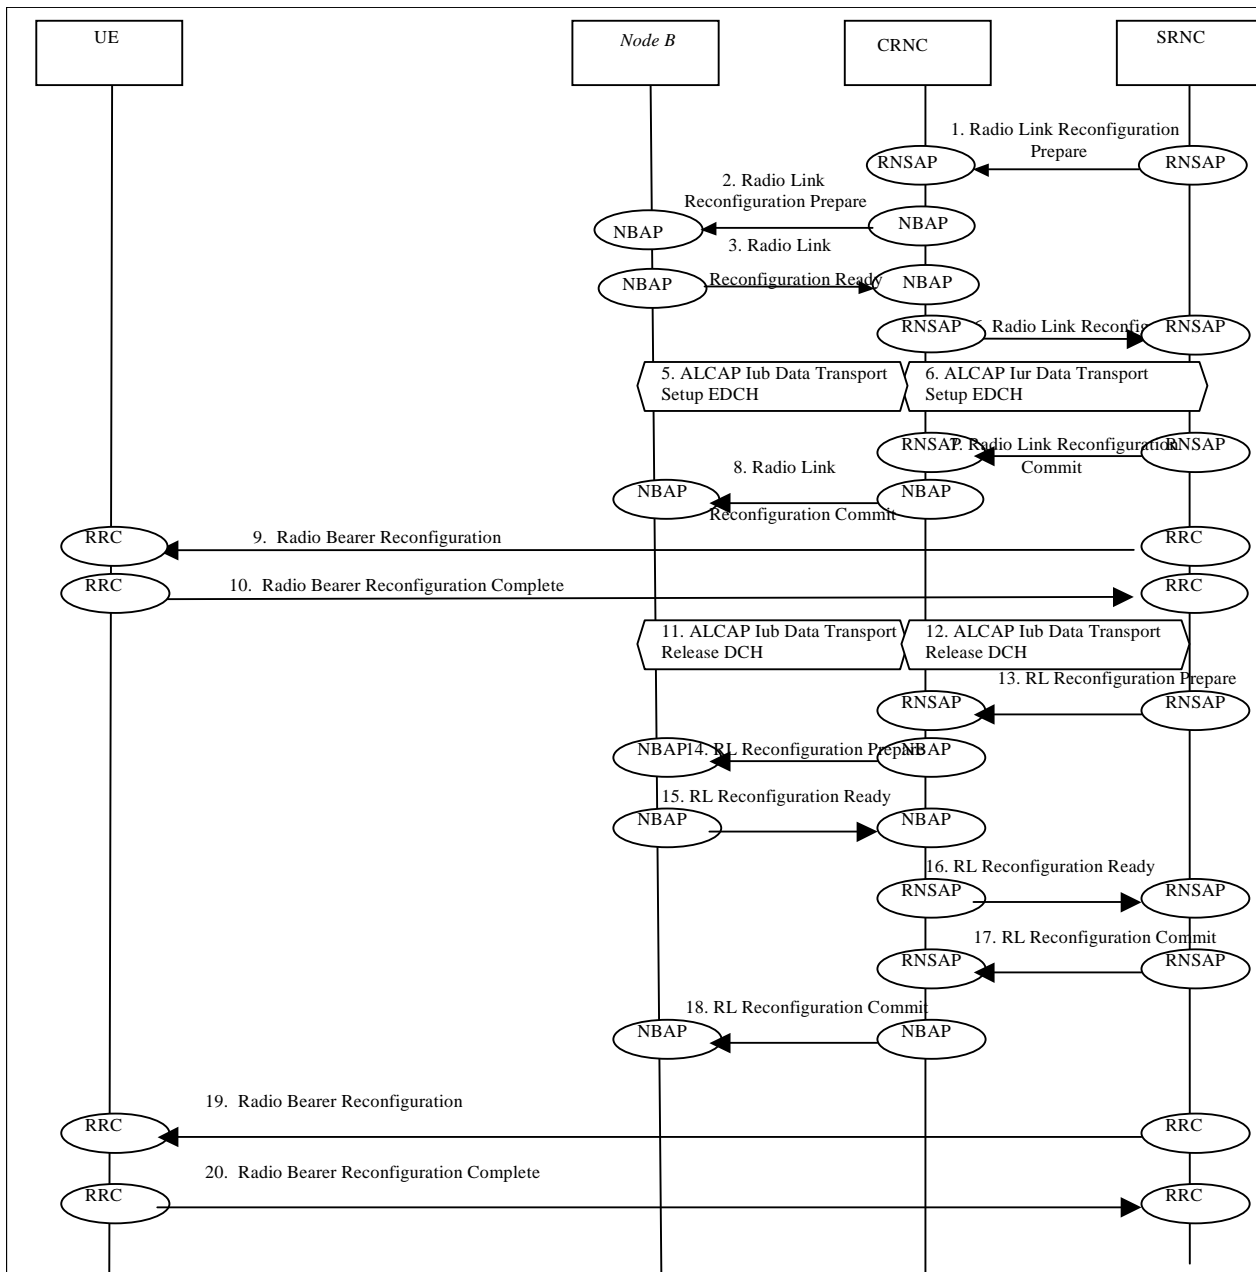 UE
Node B
CRNC
SRNC
1. Radio Link Reconfiguration
Prepare
RNSAP
RNSAP
2. Radio Link
Reconfiguration Prepare
NBAP
NBAP
3. Radio Link
Reconfiguration Ready
NBAP
NBAP
RNSAP
Radio Link
RNSAP
5. ALCAP Iub Data Transport
Setup EDCH
6. ALCAP Iur Data Transport
Setup EDCH
RNSAP
7. Radio Link Reconfiguration
Commit
RNSAP
8. Radio Link
Reconfiguration Commit
NBAP
NBAP
9. Radio Bearer Reconfiguration
RRC
RRC
10. Radio Bearer Reconfiguration Complete
RRC
RRC
11. ALCAP Iub Data Transport
Release DCH
12. ALCAP Iub Data Transport
Release DCH
13. RL Reconfiguration Prepare
RNSAP
RNSAP
NBAP
14. RL Reconfiguration Prepare
NBAP
15. RL Reconfiguration Ready
NBAP
NBAP
16. RL Reconfiguration Ready
RNSAP
RNSAP
17. RL Reconfiguration Commit
RNSAP
RNSAP
18. RL Reconfiguration Commit
NBAP
NBAP
19. Radio Bearer Reconfiguration
RRC
RRC
20. Radio Bearer Reconfiguration Complete
RRC
RRC